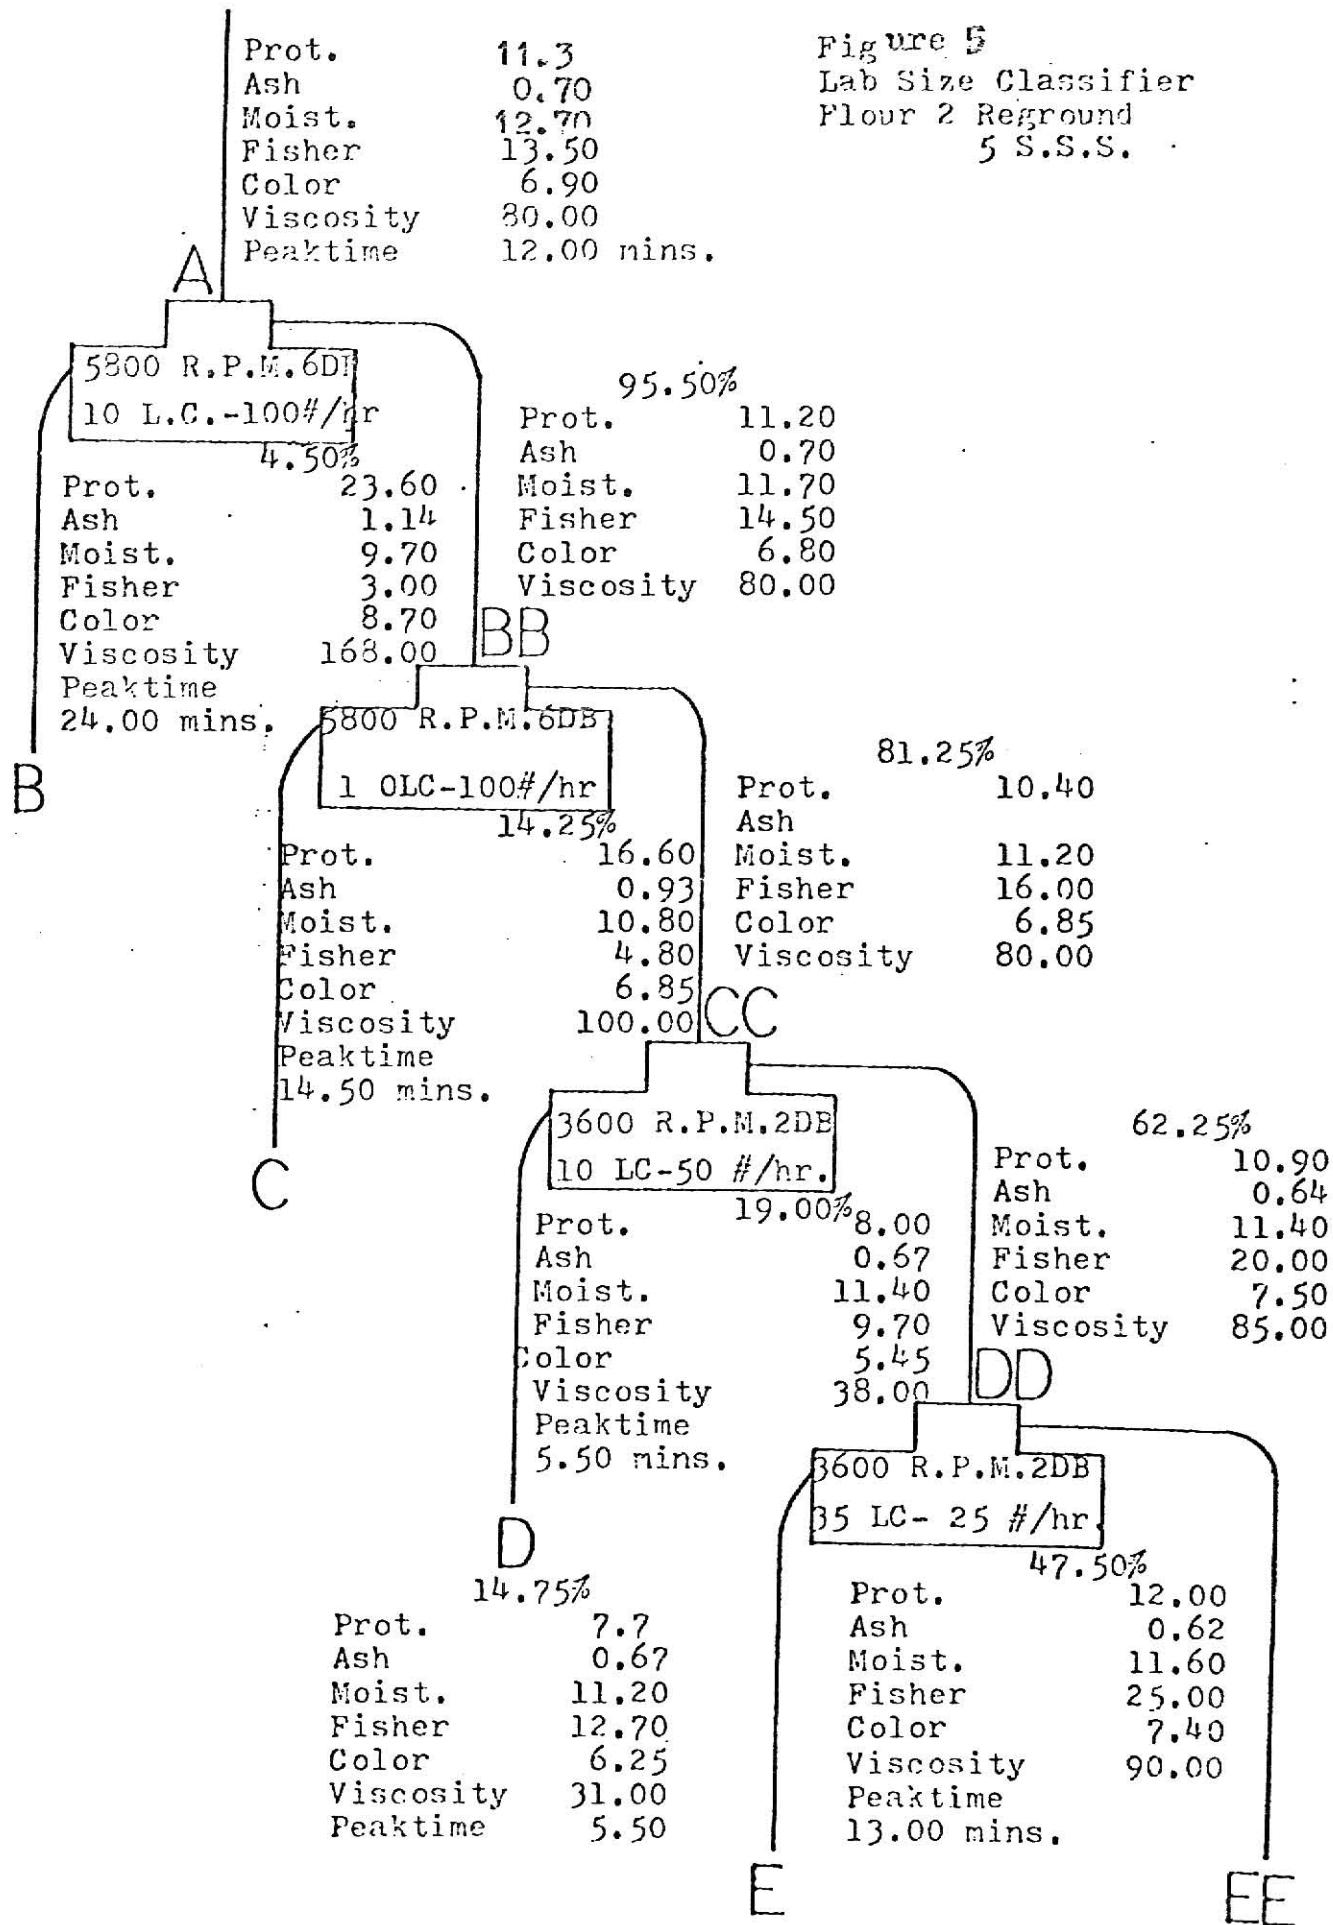 Figure 5
Lab Size Classifier
Flour 2 Reground
5 S.S.S.
Prot. 11.3
Ash 0.70
Moist. 12.70
Fisher 13.50
Color 6.90
Viscosity 80.00
Peaktime 12.00 mins.
A
5800 R.P.M.6DB
10 L.C.-100#/hr
4.50%
Prot. 23.60
Ash 1.14
Moist. 9.70
Fisher 3.00
Color 8.70
Viscosity 168.00
Peaktime
24.00 mins.
B
95.50%
Prot. 11.20
Ash 0.70
Moist. 11.70
Fisher 14.50
Color 6.80
Viscosity 80.00
BB
5800 R.P.M.6DB
1 0LC-100#/hr
14.25%
Prot. 16.60
Ash 0.93
Moist. 10.80
Fisher 4.80
Color 6.85
Viscosity 100.00
Peaktime
14.50 mins.
C
81.25%
Prot. 10.40
Ash
Moist. 11.20
Fisher 16.00
Color 6.85
Viscosity 80.00
CC
3600 R.P.M.2DB
10 LC-50 #/hr.
19.00%
Prot. 8.00
Ash 0.67
Moist. 11.40
Fisher 9.70
Color 5.45
Viscosity 38.00
Peaktime
5.50 mins.
D
62.25%
Prot. 10.90
Ash 0.64
Moist. 11.40
Fisher 20.00
Color 7.50
Viscosity 85.00
DD
3600 R.P.M.2DB
35 LC- 25 #/hr.
14.75%
Prot. 7.7
Ash 0.67
Moist. 11.20
Fisher 12.70
Color 6.25
Viscosity 31.00
Peaktime 5.50
E
47.50%
Prot. 12.00
Ash 0.62
Moist. 11.60
Fisher 25.00
Color 7.40
Viscosity 90.00
Peaktime
13.00 mins.
EE